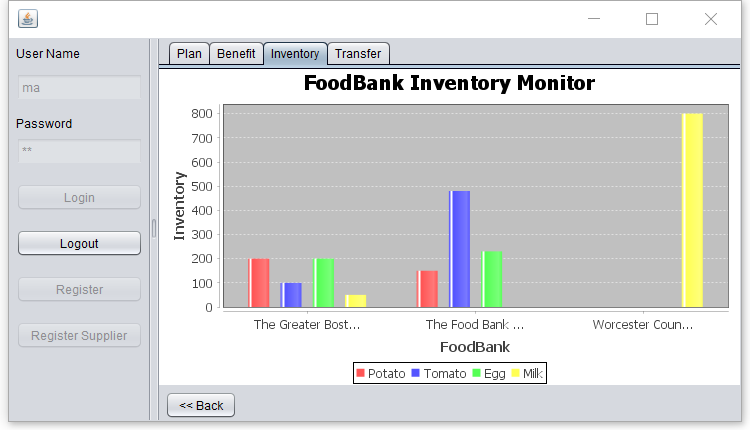 User Name
ma
Password
**
Login
Logout
Register
Register Supplier
Plan Benefit Inventory Transfer
FoodBank Inventory Monitor
Inventory
800
700
600
500
400
300
200
100
0
The Greater Bost... The Food Bank ... Worcester Coun...
FoodBank
Potato Tomato Egg Milk
<< Back